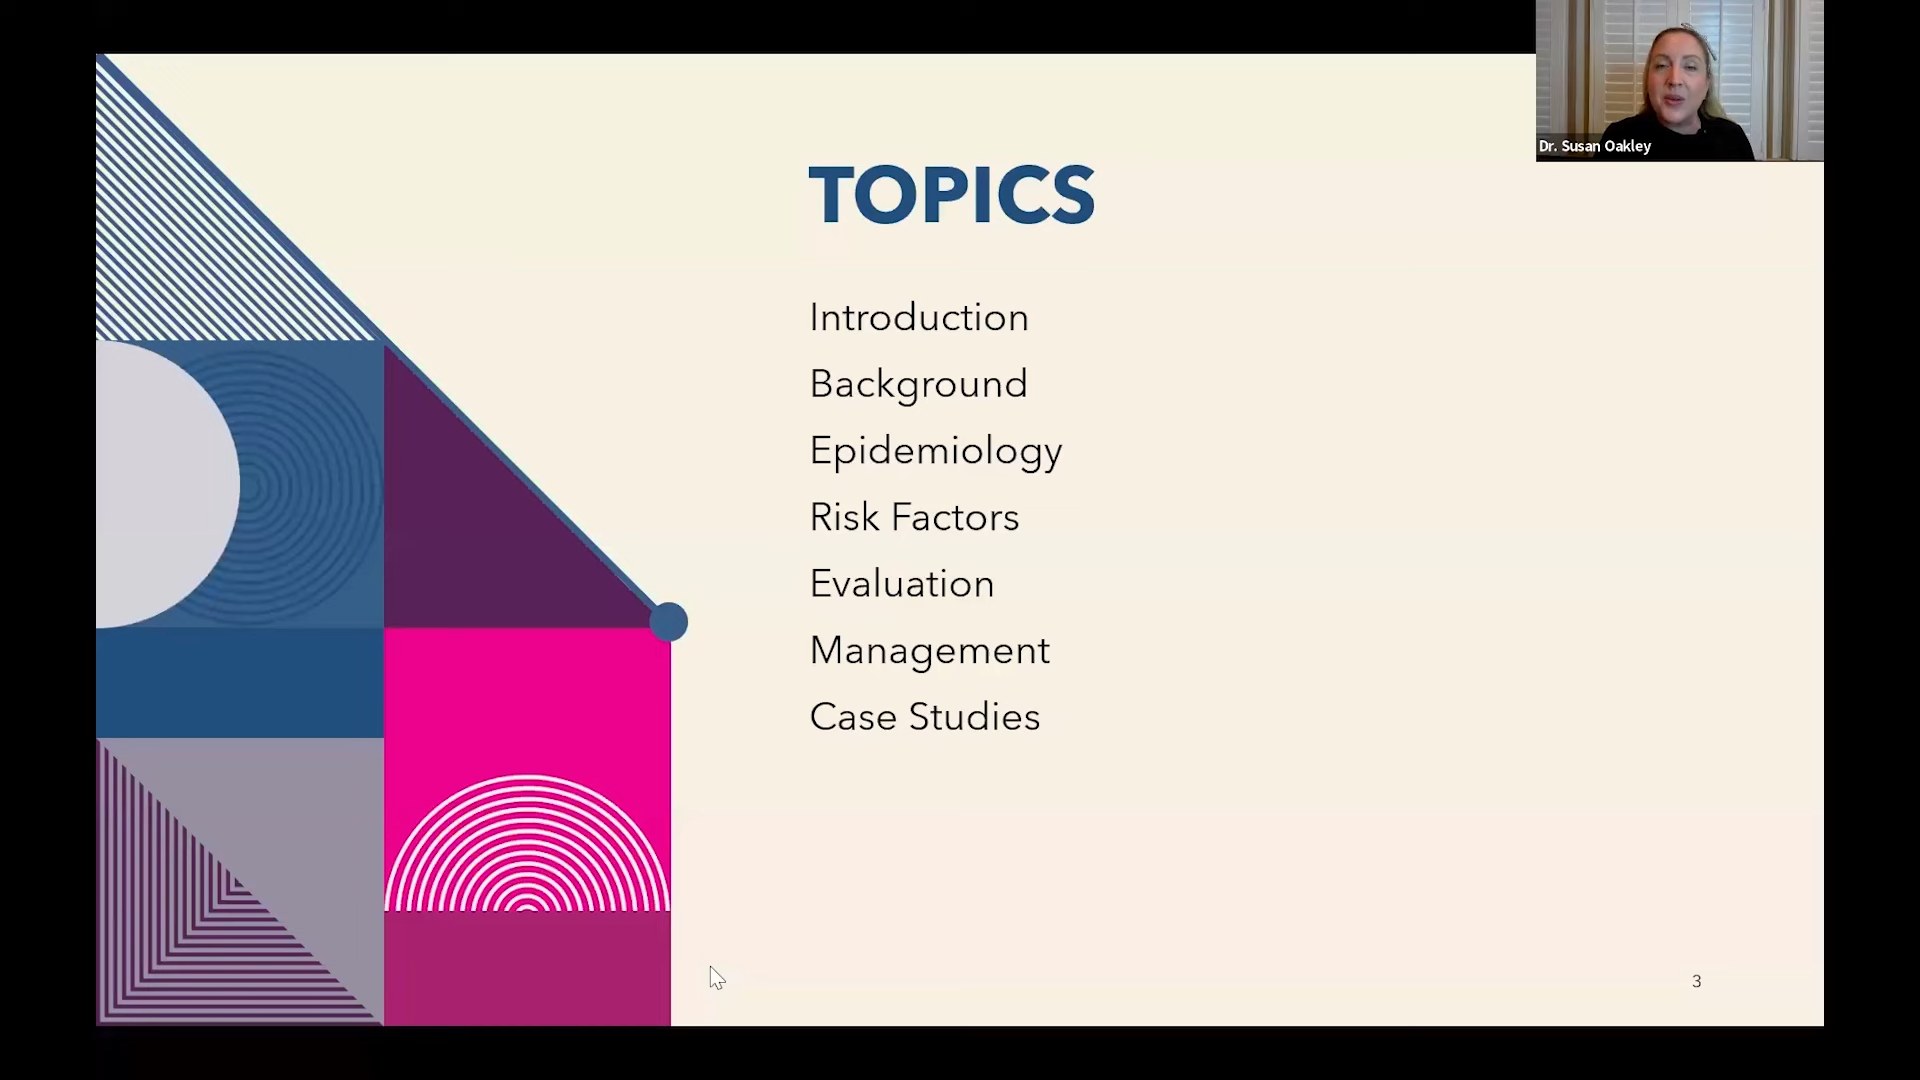 Dr. Susan Oakley
TOPICS
Introduction
Background
Epidemiology
Risk Factors
Evaluation
Management
Case Studies
3